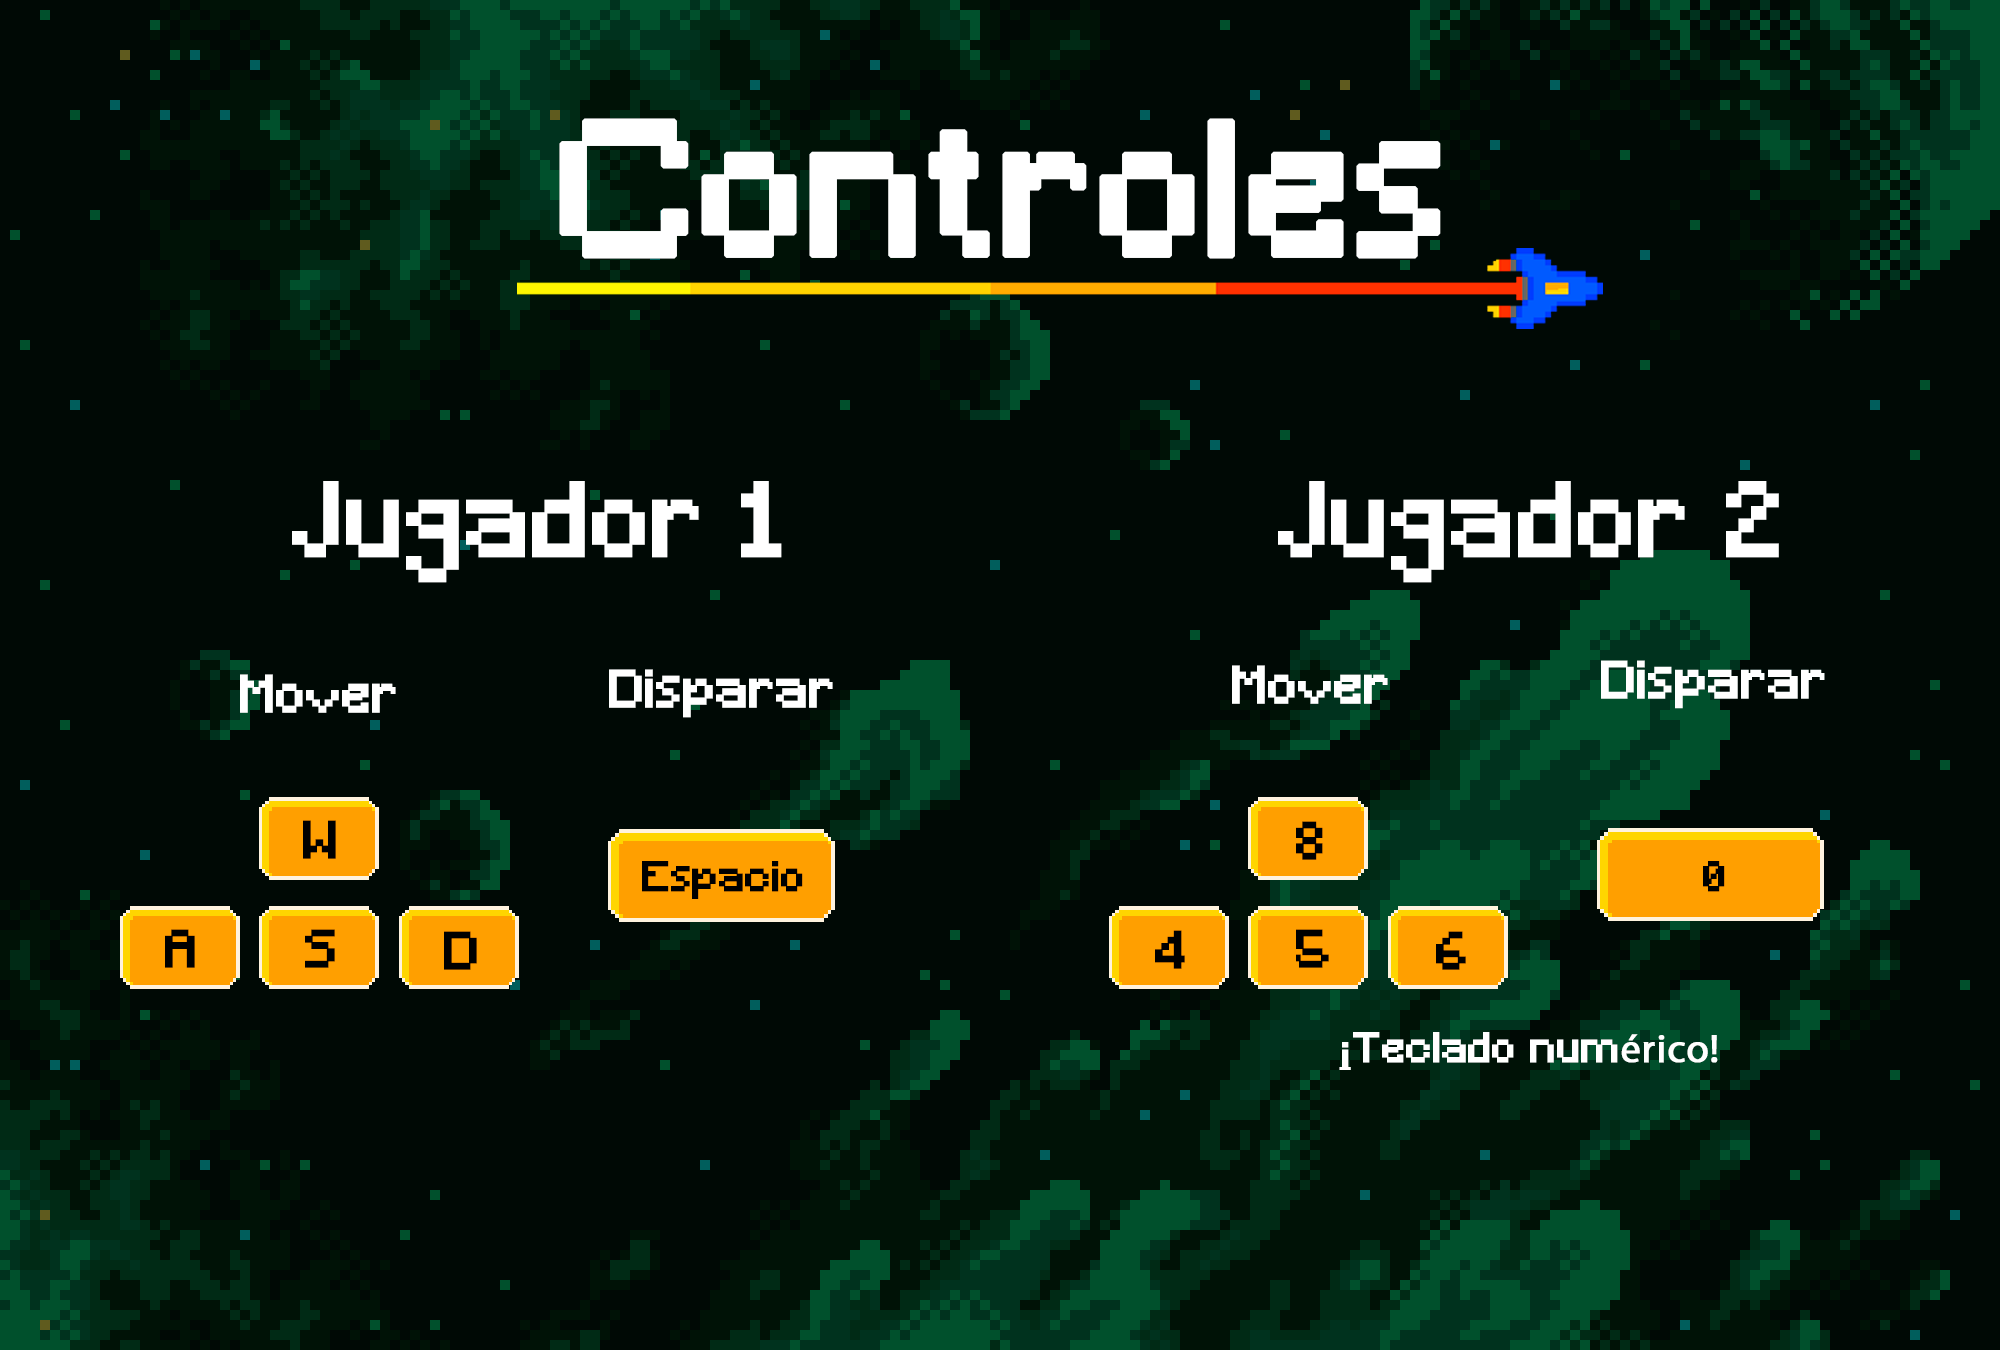 Controles
Jugador 1
Jugador 2
Mover
Disparar
Mover
Disparar
W
A S D
Espacio
8
4 5 6
0
¡Teclado numérico!